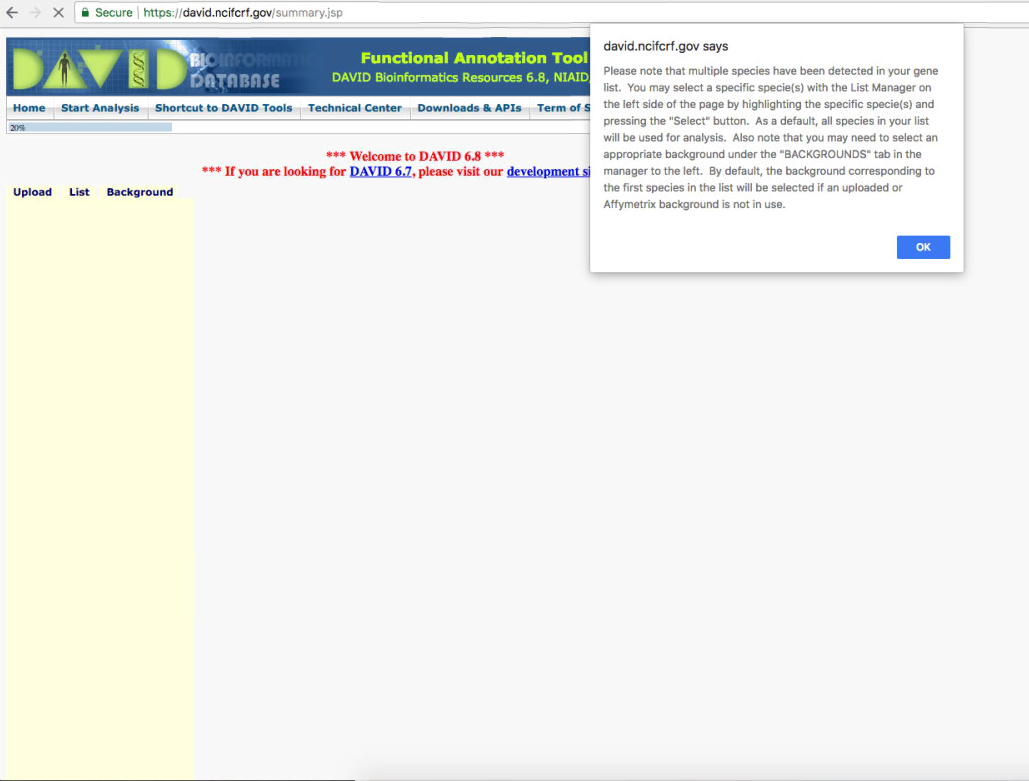 Secure | https://david.ncifcrf.gov/summary.jsp
DAVID BIOINFORMATI
DATABASE
Functional Annotation Tool
DAVID Bioinformatics Resources 6.8, NIAID,
Home Start Analysis Shortcut to DAVID Tools Technical Center Downloads & APIs Term of S
20%
*** Welcome to DAVID 6.8 ***
*** If you are looking for DAVID 6.7, please visit our development si
Upload List Background
david.ncifcrf.gov says
Please note that multiple species have been detected in your gene
list. You may select a specific specie(s) with the List Manager on
the left side of the page by highlighting the specific specie(s) and
pressing the "Select" button. As a default, all species in your list
will be used for analysis. Also note that you may need to select an
appropriate background under the "BACKGROUNDS" tab in the
manager to the left. By default, the background corresponding to
the first species in the list will be selected if an uploaded or
Affymetrix background is not in use.
OK